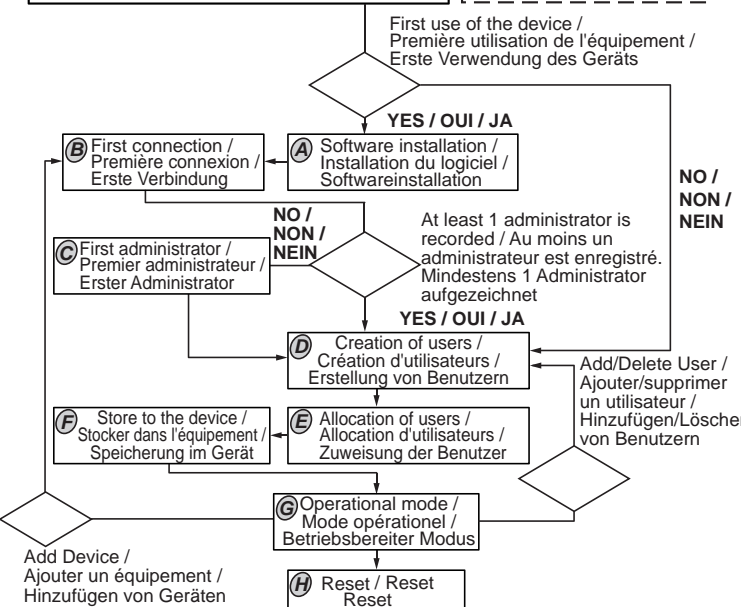 First use of the device /
Première utilisation de l'équipement /
Erste Verwendung des Geräts
YES / OUI / JA
B First connection /
Première connexion /
Erste Verbindung
A Software installation /
Installation du logiciel /
Softwareinstallation
NO /
NON /
NEIN
NO /
NON /
NEIN
C First administrator /
Premier administrateur /
Erster Administrator
At least 1 administrator is
recorded / Au moins un
administrateur est enregistré.
Mindestens 1 Administrator
aufgezeichnet
YES / OUI / JA
D Creation of users /
Création d'utilisateurs /
Erstellung von Benutzern
Add/Delete User /
Ajouter/supprimer
un utilisateur /
Hinzufügen/Löschen
von Benutzern
F Store to the device /
Stocker dans l'équipement /
Speicherung im Gerät
E Allocation of users /
Allocation d'utilisateurs /
Zuweisung der Benutzer
G Operational mode /
Mode opérationel /
Betriebsbereiter Modus
Add Device /
Ajouter un équipement /
Hinzufügen von Geräten
H Reset / Reset
Reset